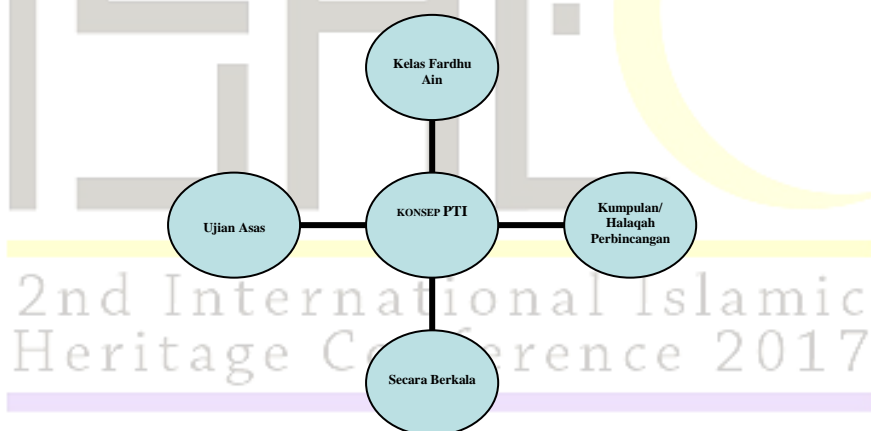 Kelas Fardhu
Ain
Ujian Asas
KONSEP PTI
Kumpulan/
Halaqah
Perbincangan
2nd International Islamic
Heritage Conference 2017
Secara Berkala